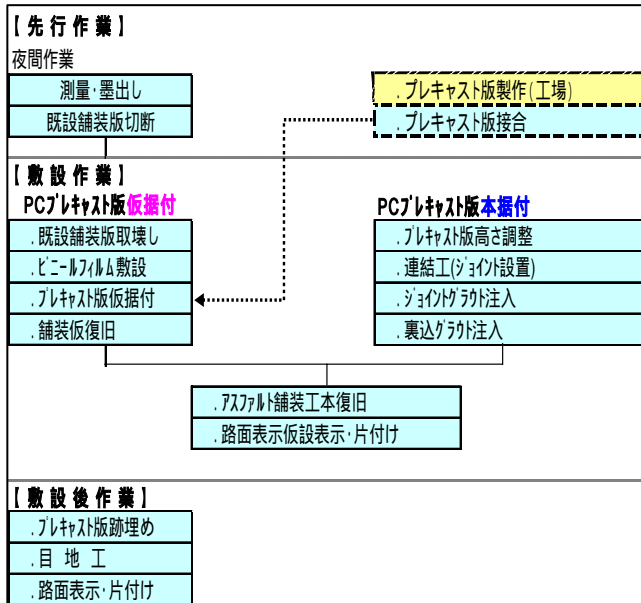 【 先 行 作 業 】
夜間作業
測量･墨出し
既設舗装版切断
.プレキャスト版製作(工場)
.プレキャスト版接合
【 敷 設 作 業 】
PCﾌﾟﾚｷｬｽﾄ版仮据付
.既設舗装版取壊し
.ﾋﾞﾆｰﾙﾌｨﾙﾑ敷設
.ﾌﾟﾚｷｬｽﾄ版仮据付
.舗装仮復旧
PCﾌﾟﾚｷｬｽﾄ版本据付
.ﾌﾟﾚｷｬｽﾄ版高さ調整
.連結工(ｼﾞｮｲﾝﾄ設置)
.ｼﾞｮｲﾝﾄｸﾞﾗｳﾄ注入
.裏込ｸﾞﾗｳﾄ注入
.ｱｽﾌｧﾙﾄ舗装工本復旧
.路面表示仮設表示･片付け
【 敷 設 後 作 業 】
.ﾌﾟﾚｷｬｽﾄ版跡埋め
.目 地 工
.路面表示･片付け